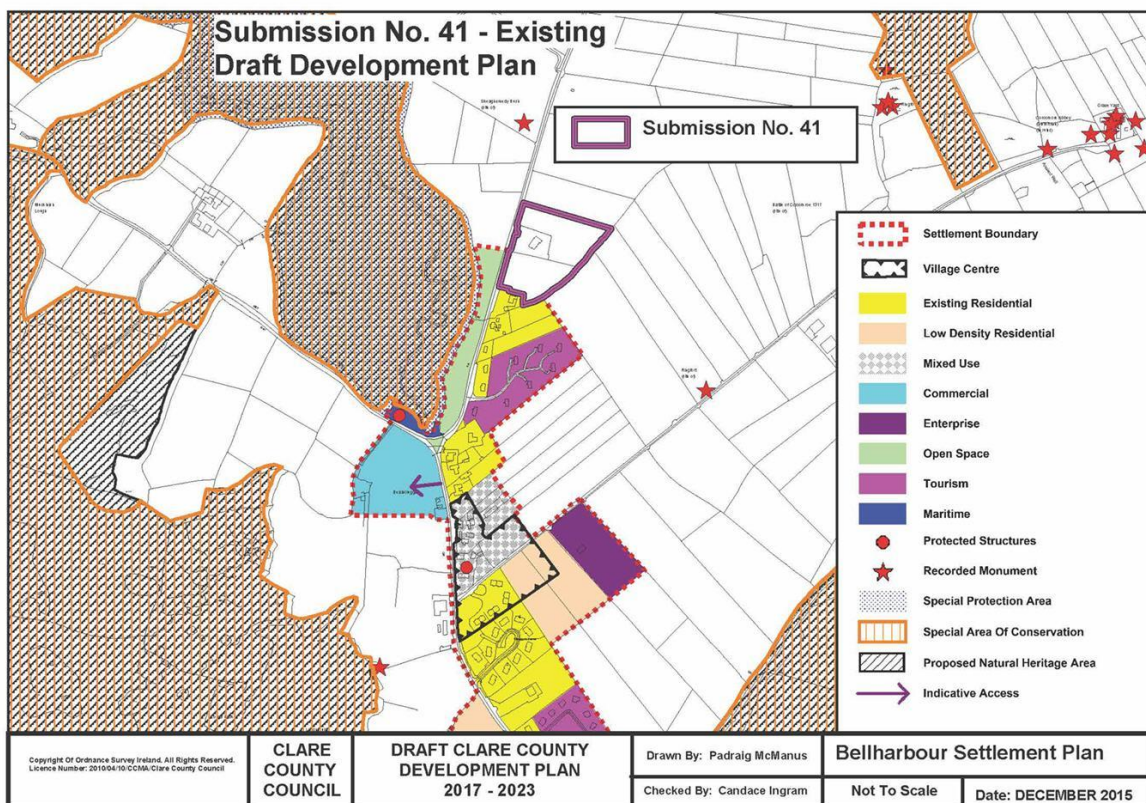 Submission No. 41 - Existing
Draft Development Plan
Submission No. 41
Settlement Boundary
Village Centre
Existing Residential
Low Density Residential
Mixed Use
Commercial
Enterprise
Open Space
Tourism
Maritime
Protected Structures
Recorded Monument
Special Protection Area
Special Area Of Conservation
Proposed Natural Heritage Area
Indicative Access
Copyright Of Ordnance Survey Ireland. All Rights Reserved.
Licence Number: 2010/04/10/CCMA/Clare County Council
CLARE
COUNTY
COUNCIL
DRAFT CLARE COUNTY
DEVELOPMENT PLAN
2017 - 2023
Drawn By: Padraig McManus
Checked By: Candace Ingram
Bellharbour Settlement Plan
Not To Scale
Date: DECEMBER 2015